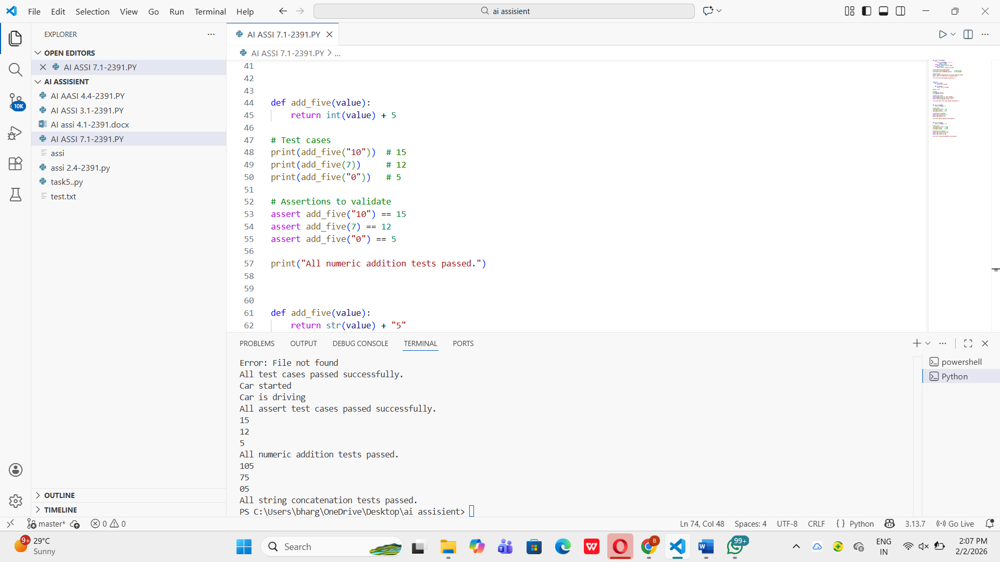 File Edit Selection View Go Run Terminal Help
ai assisient
EXPLORER
OPEN EDITORS
AI ASSI 7.1-2391.PY
AI ASSISIENT
AI AASI 4.4-2391.PY
AI ASSI 3.1-2391.PY
AI assi 4.1-2391.docx
AI ASSI 7.1-2391.PY
assi
assi 2.4-2391.py
task5..py
test.txt
10K
OUTLINE
TIMELINE
AI ASSI 7.1-2391.PY
AI ASSI 7.1-2391.PY > ...
41
42
43
44 def add_five(value):
45     return int(value) + 5
46
47 # Test cases
48 print(add_five("10"))  # 15
49 print(add_five(7))     # 12
50 print(add_five("0"))   # 5
51
52 # Assertions to validate
53 assert add_five("10") == 15
54 assert add_five(7) == 12
55 assert add_five("0") == 5
56
57 print("All numeric addition tests passed.")
58
59
60
61 def add_five(value):
62     return str(value) + "5"
PROBLEMS OUTPUT DEBUG CONSOLE TERMINAL PORTS
Error: File not found
All test cases passed successfully.
Car started
Car is driving
All assert test cases passed successfully.
15
12
5
All numeric addition tests passed.
105
75
05
All string concatenation tests passed.
PS C:\Users\bharg\OneDrive\Desktop\ai assisient>
powershell
Python
master* 0 0
Ln 74, Col 48 Spaces: 4 UTF-8 CRLF { } Python 3.13.7 Go Live
9+ 29°C
Sunny
Search
B
99+
ENG
IN
2:07 PM
2/2/2026